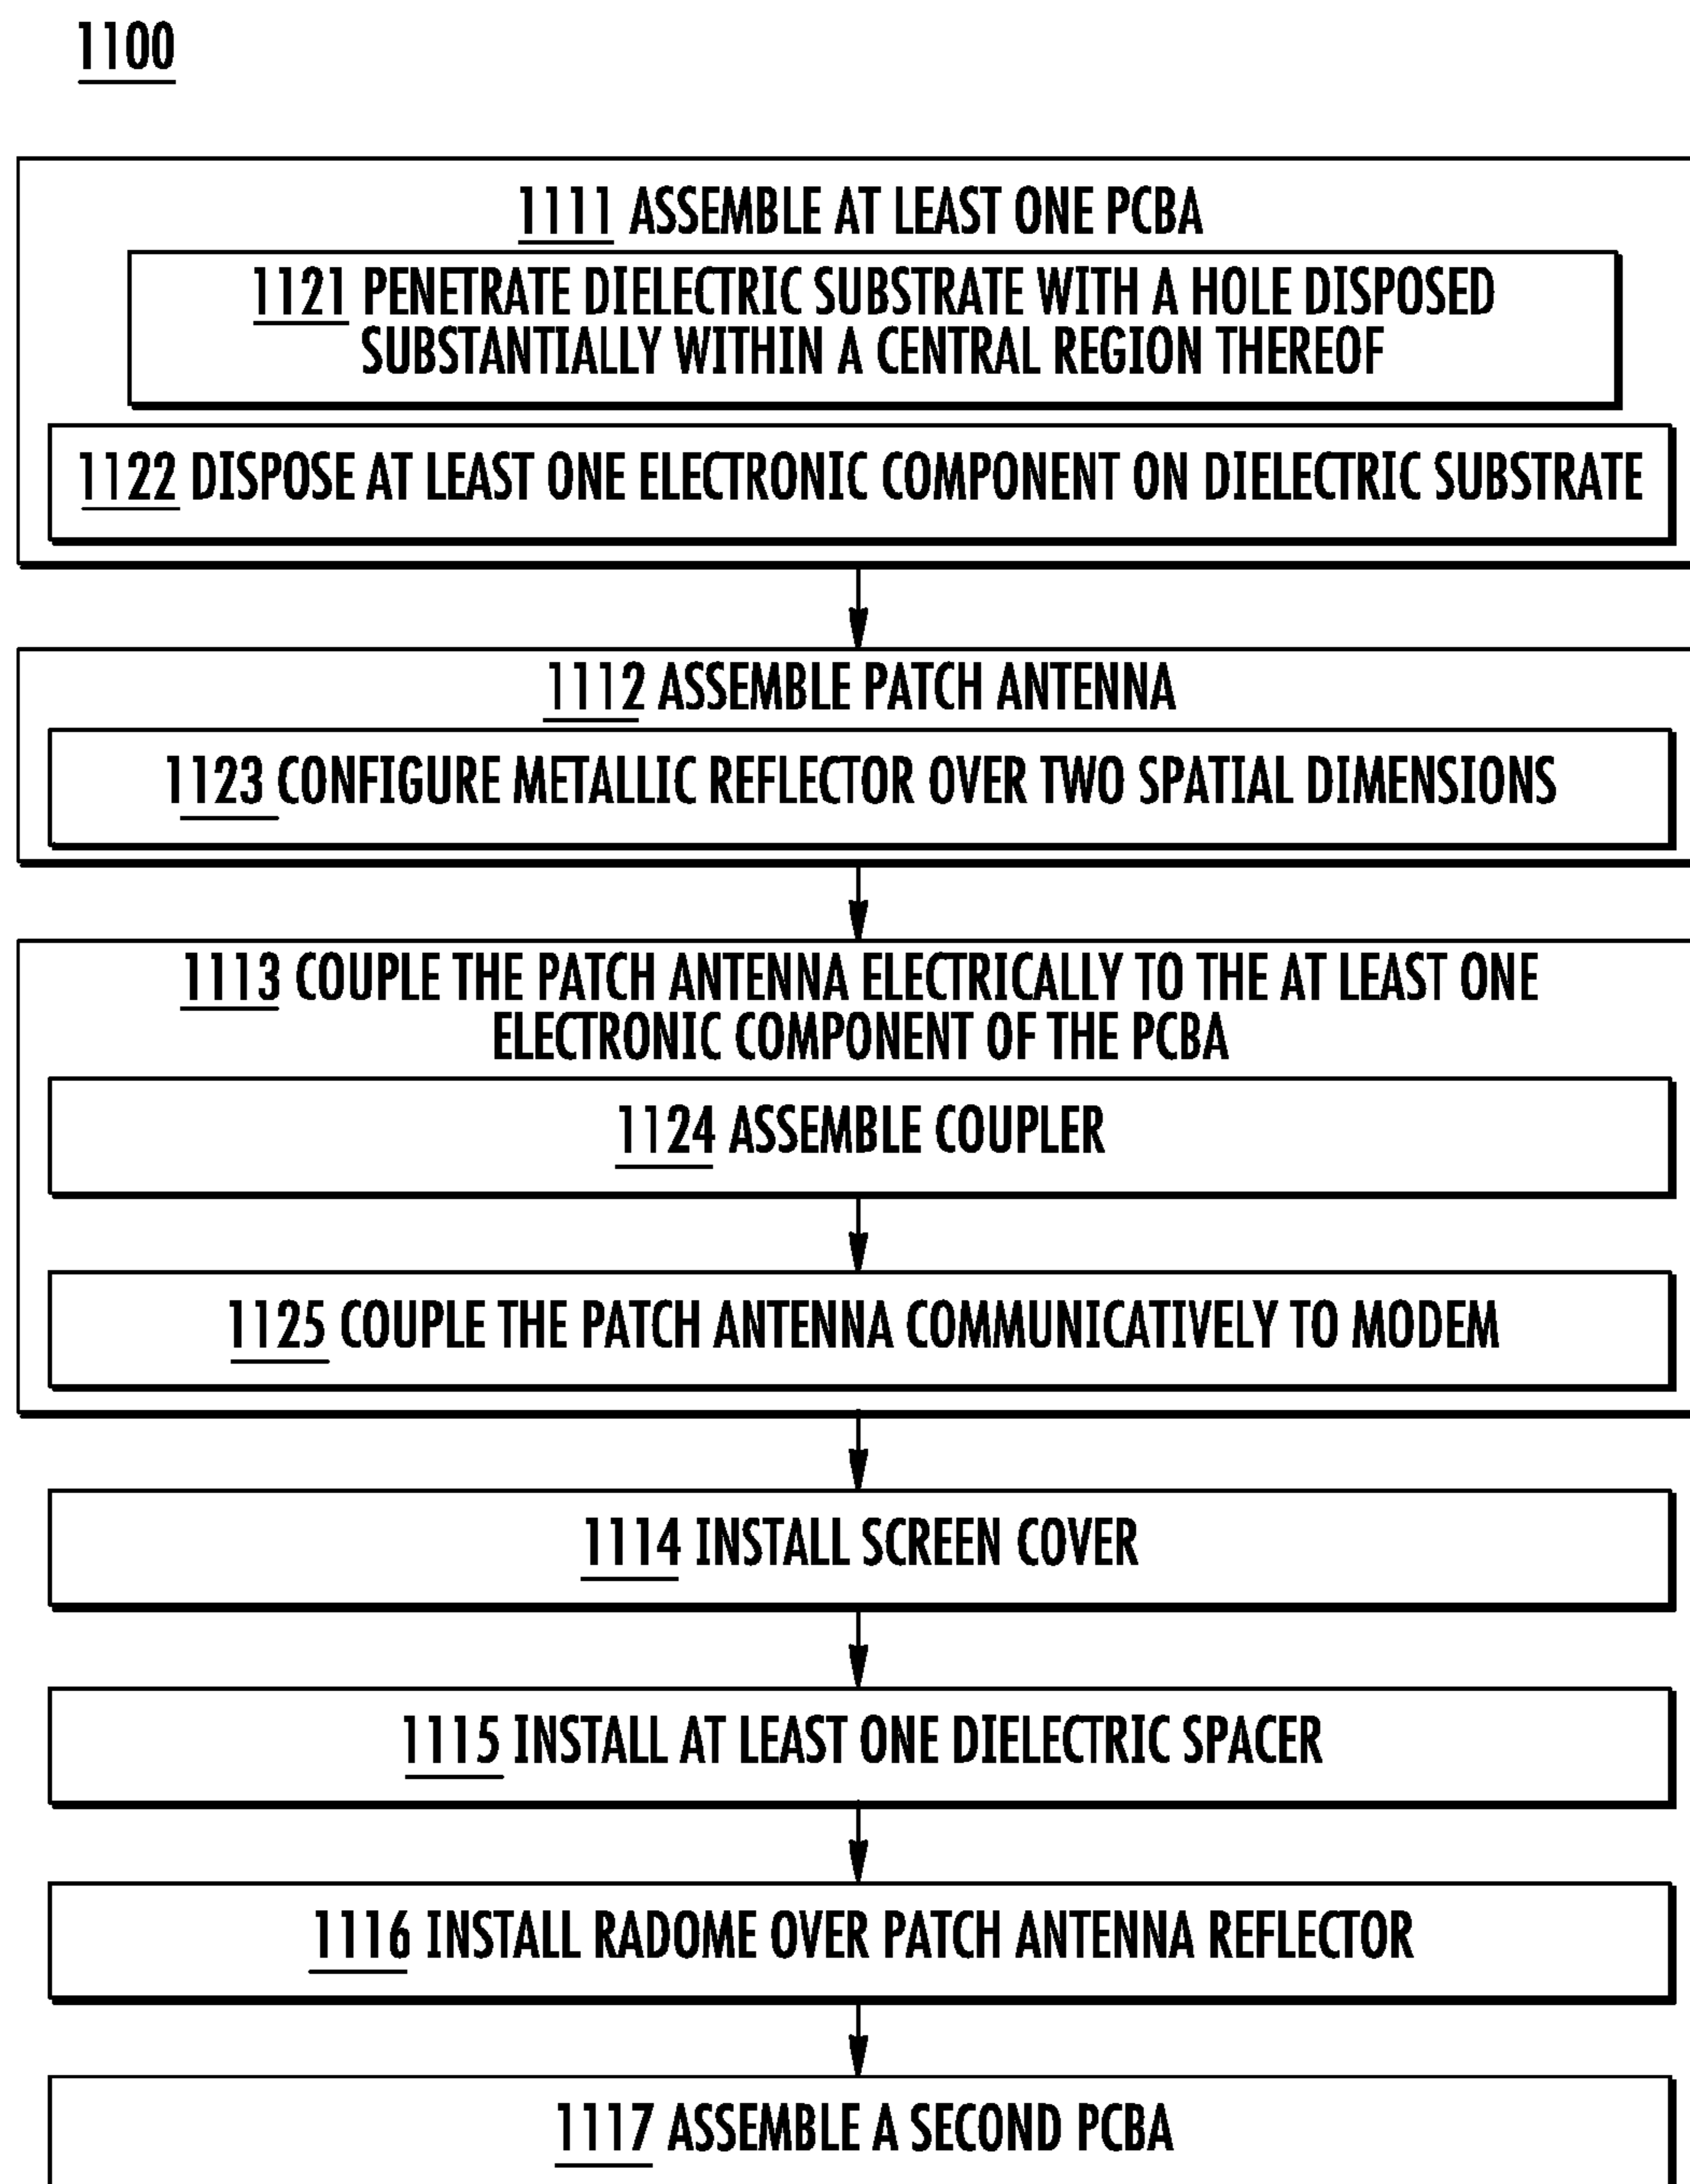 1100
1111 ASSEMBLE AT LEAST ONE PCBA
1121 PENETRATE DIELECTRIC SUBSTRATE WITH A HOLE DISPOSED
SUBSTANTIALLY WITHIN A CENTRAL REGION THEREOF
1122 DISPOSE AT LEAST ONE ELECTRONIC COMPONENT ON DIELECTRIC SUBSTRATE
1112 ASSEMBLE PATCH ANTENNA
1123 CONFIGURE METALLIC REFLECTOR OVER TWO SPATIAL DIMENSIONS
1113 COUPLE THE PATCH ANTENNA ELECTRICALLY TO THE AT LEAST ONE
ELECTRONIC COMPONENT OF THE PCBA
1124 ASSEMBLE COUPLER
1125 COUPLE THE PATCH ANTENNA COMMUNICATIVELY TO MODEM
1114 INSTALL SCREEN COVER
1115 INSTALL AT LEAST ONE DIELECTRIC SPACER
1116 INSTALL RADOME OVER PATCH ANTENNA REFLECTOR
1117 ASSEMBLE A SECOND PCBA